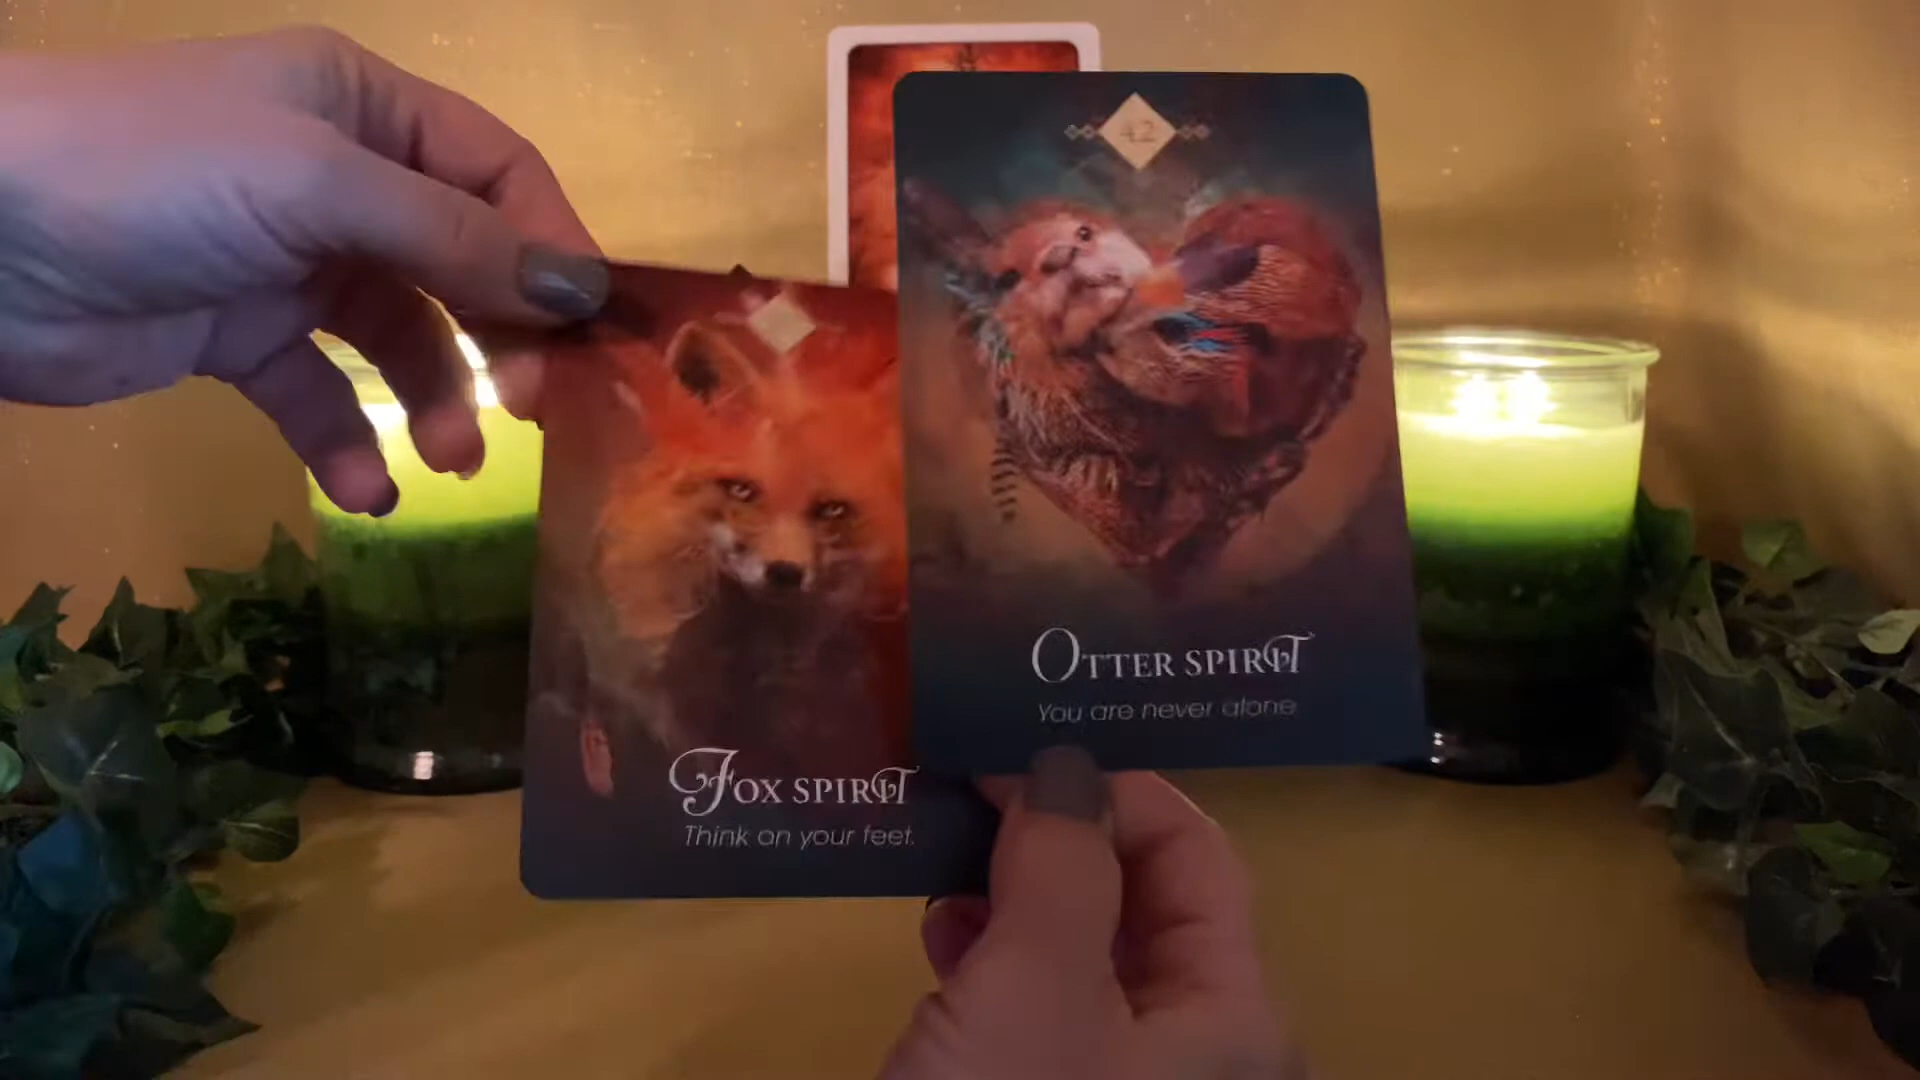 42
OTTER SPIRIT
You are never alone
FOX SPIRIT
Think on your feet.